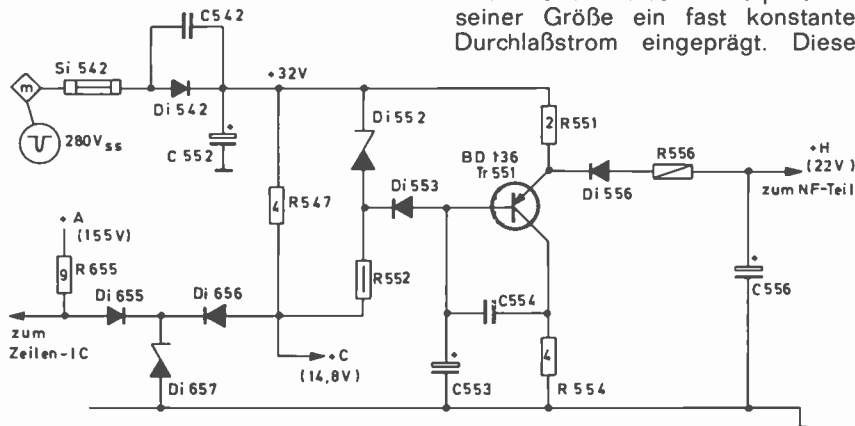 seiner Größe ein fast konstante
Durchlaßstrom eingeprägt. Diese
C542
Si 542
m
Di 542
280Vss
C 552
+32V
Di 552
2
R551
BD 136
Tr 551
Di 553
Di 556
R556
+H
(22V)
zum NF-Teil
4
R547
+A
(155V)
9
R655
Di 655
Di 656
R552
C554
C556
zum
Zeilen-IC
Di 657
+C
(14,8V)
C553
4
R 554